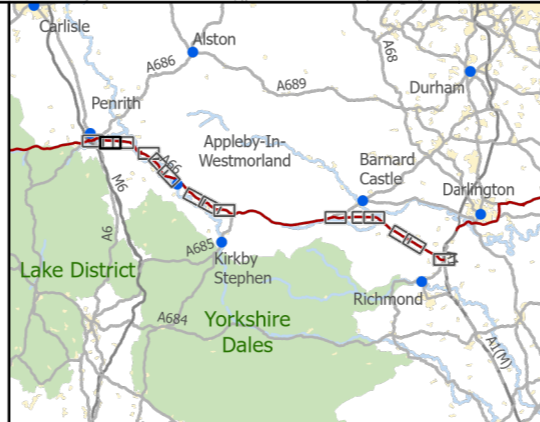 Carlisle
Alston
A686
A68
A689
Durham
Penrith
Appleby-In-
Westmorland
A66
Barnard
Castle
Darlington
M6
A6
A685
Lake District
Kirkby
Stephen
Richmond
A684
Yorkshire
Dales
A1(M)